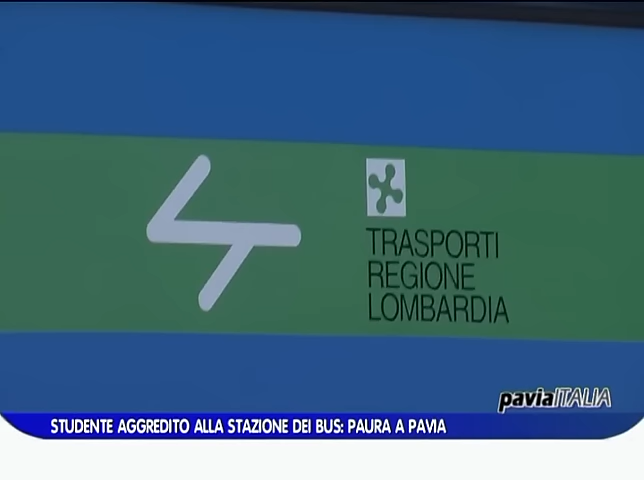 TRASPORTI
REGIONE
LOMBARDIA
paviaITALIA
STUDENTE AGGREDITO ALLA STAZIONE DEI BUS: PAURA A PAVIA